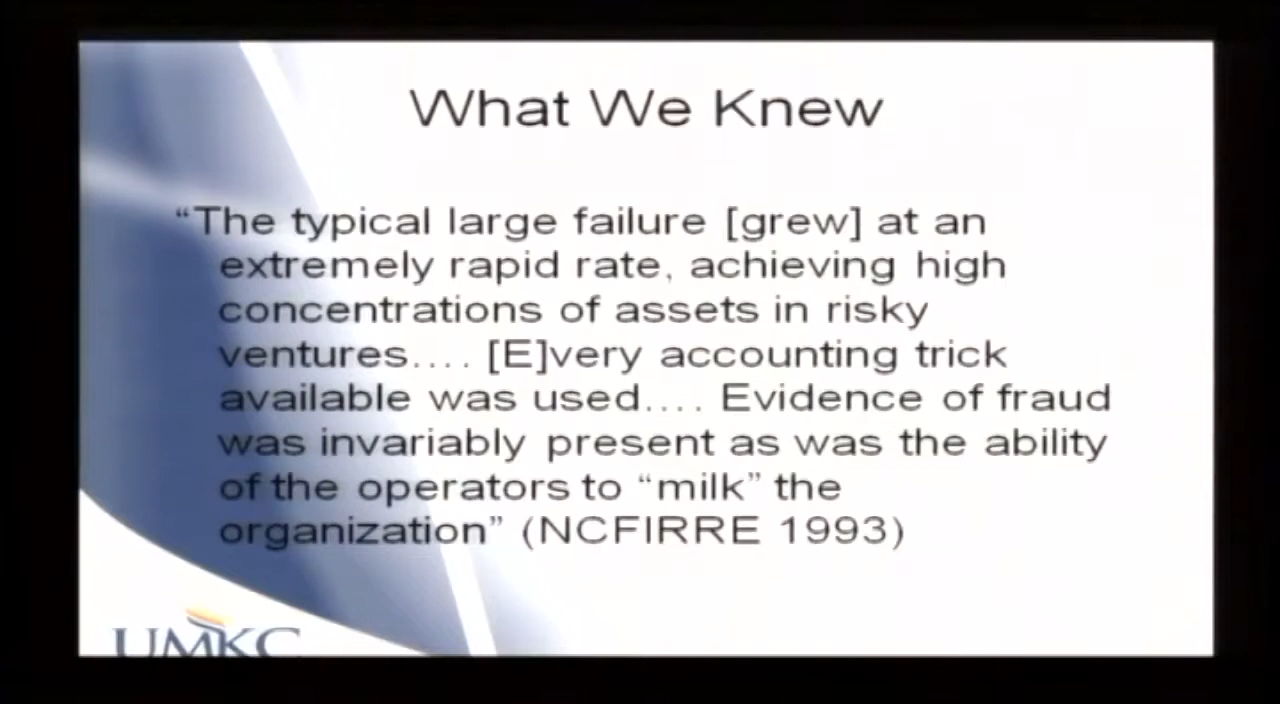 What We Knew
“The typical large failure [grew] at an
extremely rapid rate, achieving high
concentrations of assets in risky
ventures…. [E]very accounting trick
available was used…. Evidence of fraud
was invariably present as was the ability
of the operators to “milk” the
organization” (NCFIRRE 1993)
UMKC